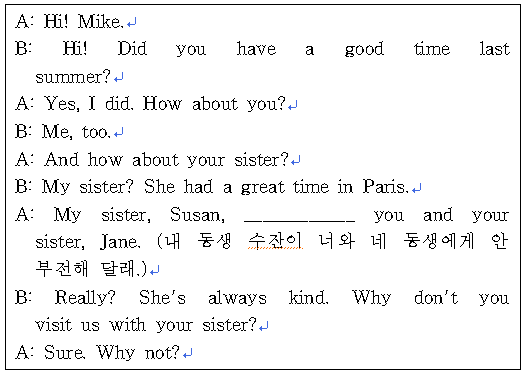 A: Hi! Mike.
B: Hi! Did you have a good time last
summer?
A: Yes, I did. How about you?
B: Me, too.
A: And how about your sister?
B: My sister? She had a great time in Paris.
A: My sister, Susan, ____________ you and your
sister, Jane. (내 동생 수잔이 너와 네 동생에게 안
부전해 달래.)
B: Really? She's always kind. Why don't you
visit us with your sister?
A: Sure. Why not?